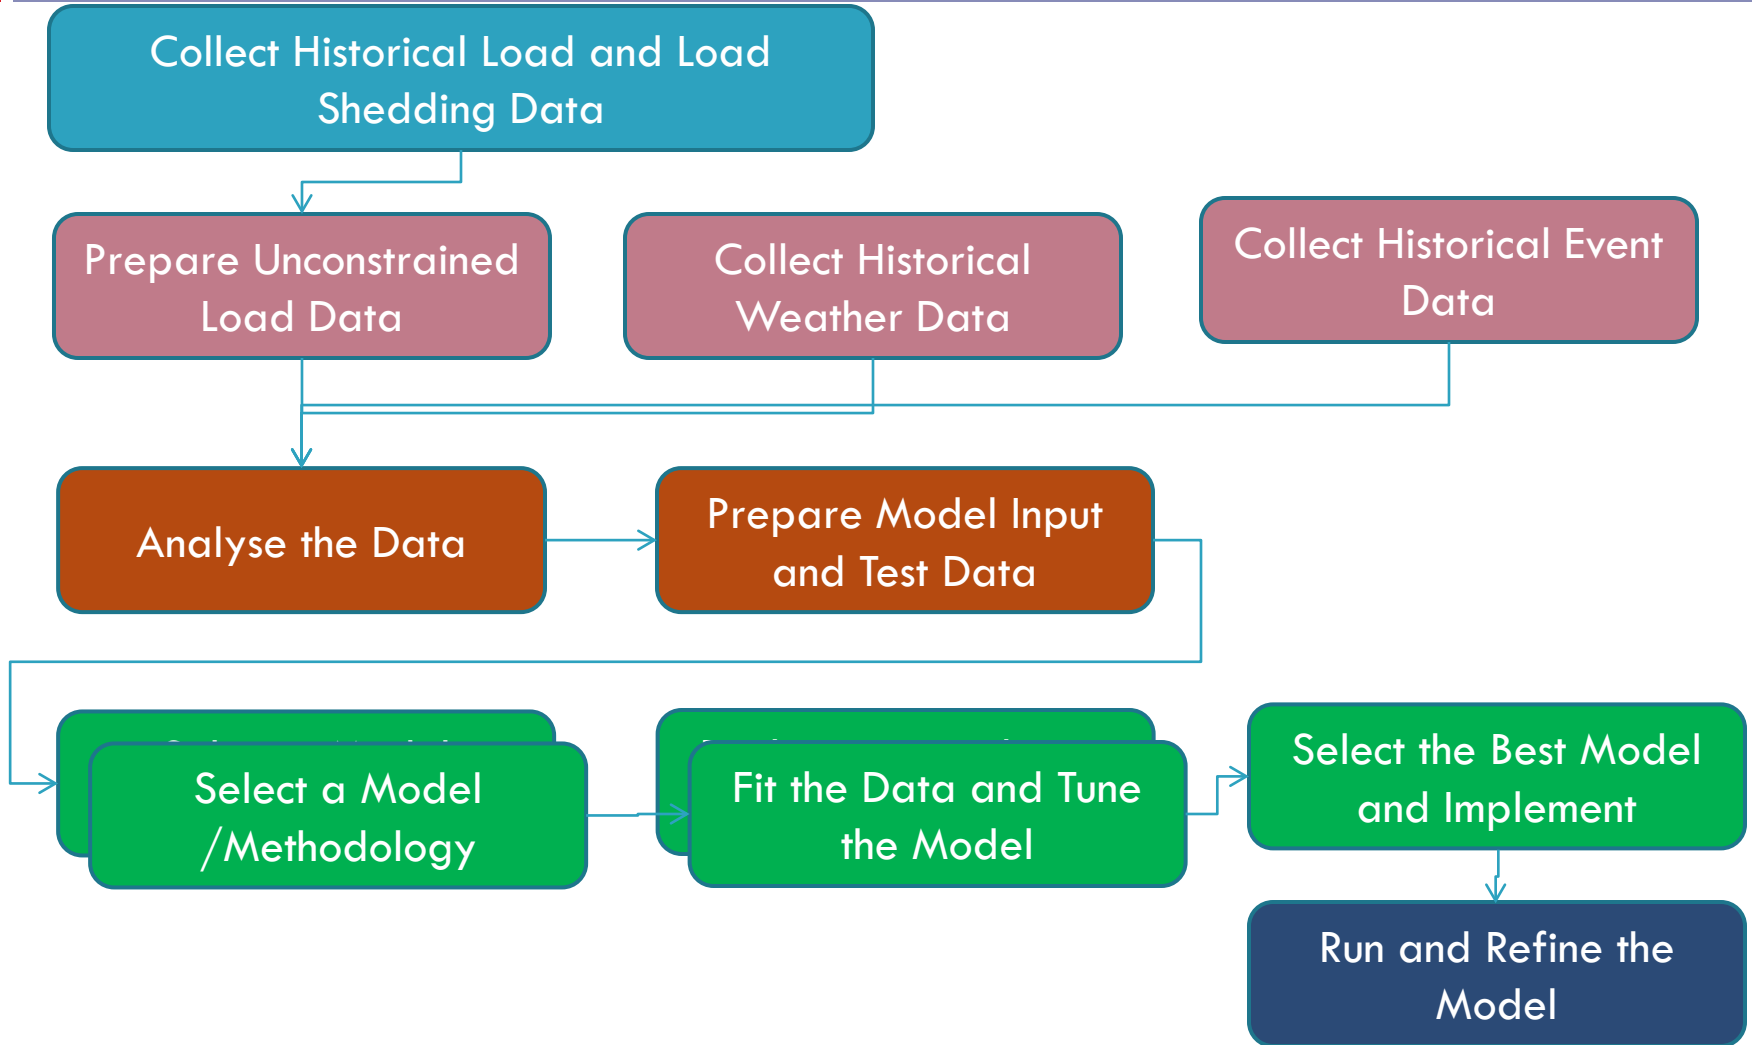 Collect Historical Load and Load
Shedding Data
Prepare Unconstrained
Load Data
Collect Historical
Weather Data
Collect Historical Event
Data
Analyse the Data
Prepare Model Input
and Test Data
Select a Model
/Methodology
Fit the Data and Tune
the Model
Select the Best Model
and Implement
Run and Refine the
Model